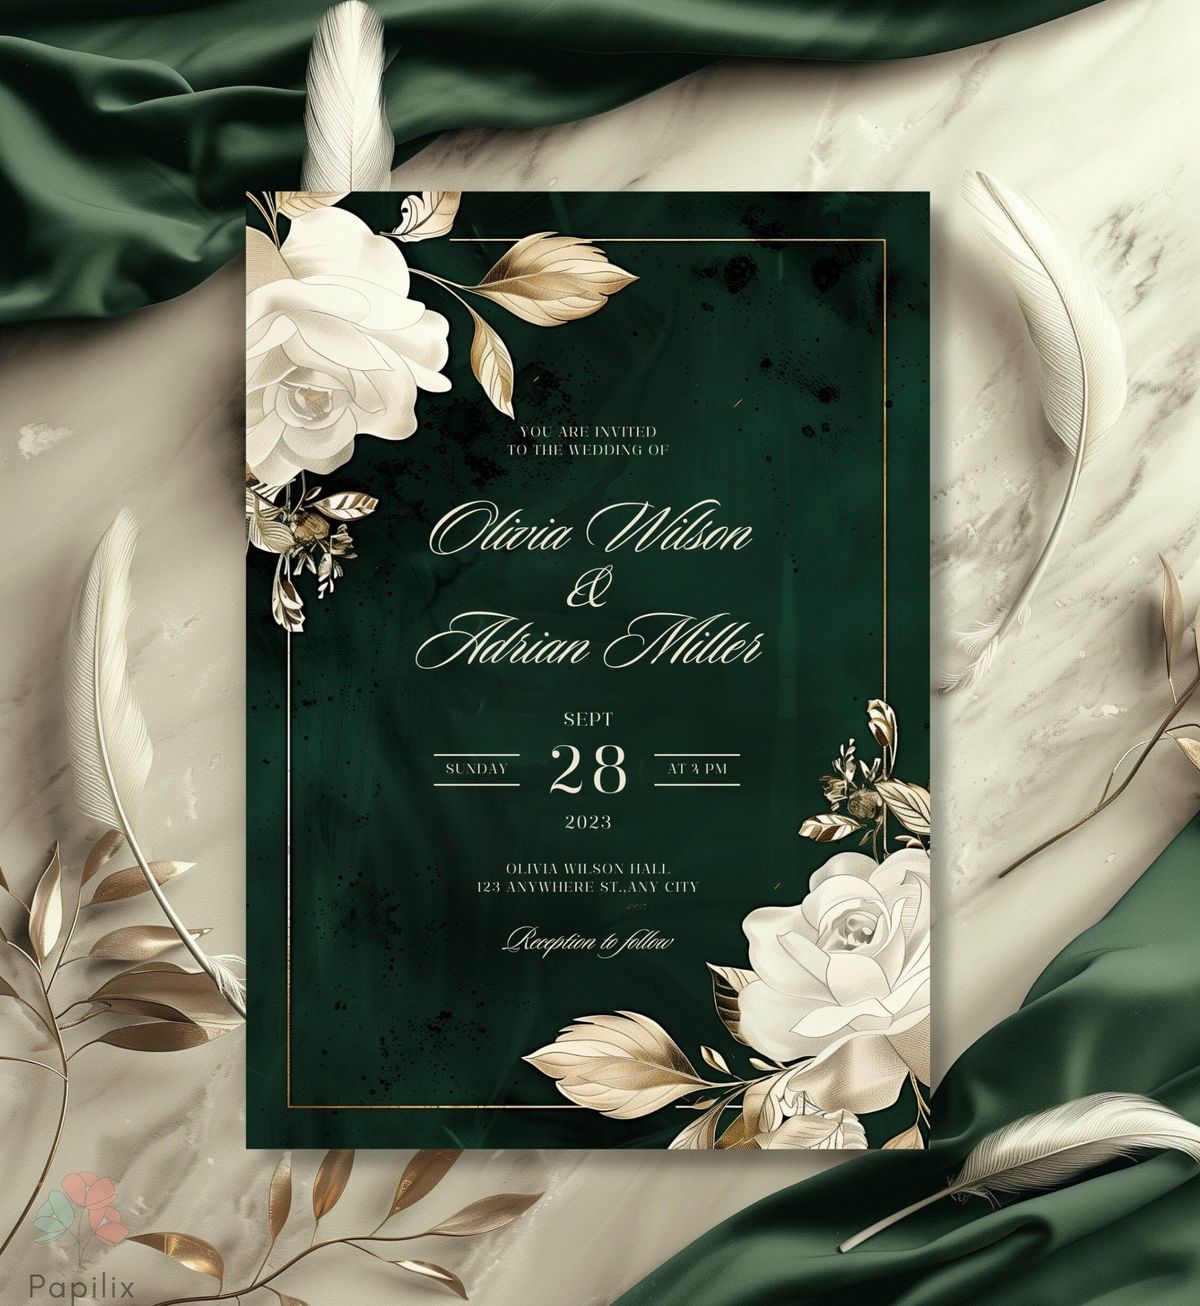 YOU ARE INVITED
TO THE WEDDING OF
Olivia Wilson
&
Adrian Miller
SEPT
SUNDAY 28 AT PM
2023
OLIVIA WILSON HALL
123 ANYWHERE ST.,ANY CITY
Reception to follow
Papilix